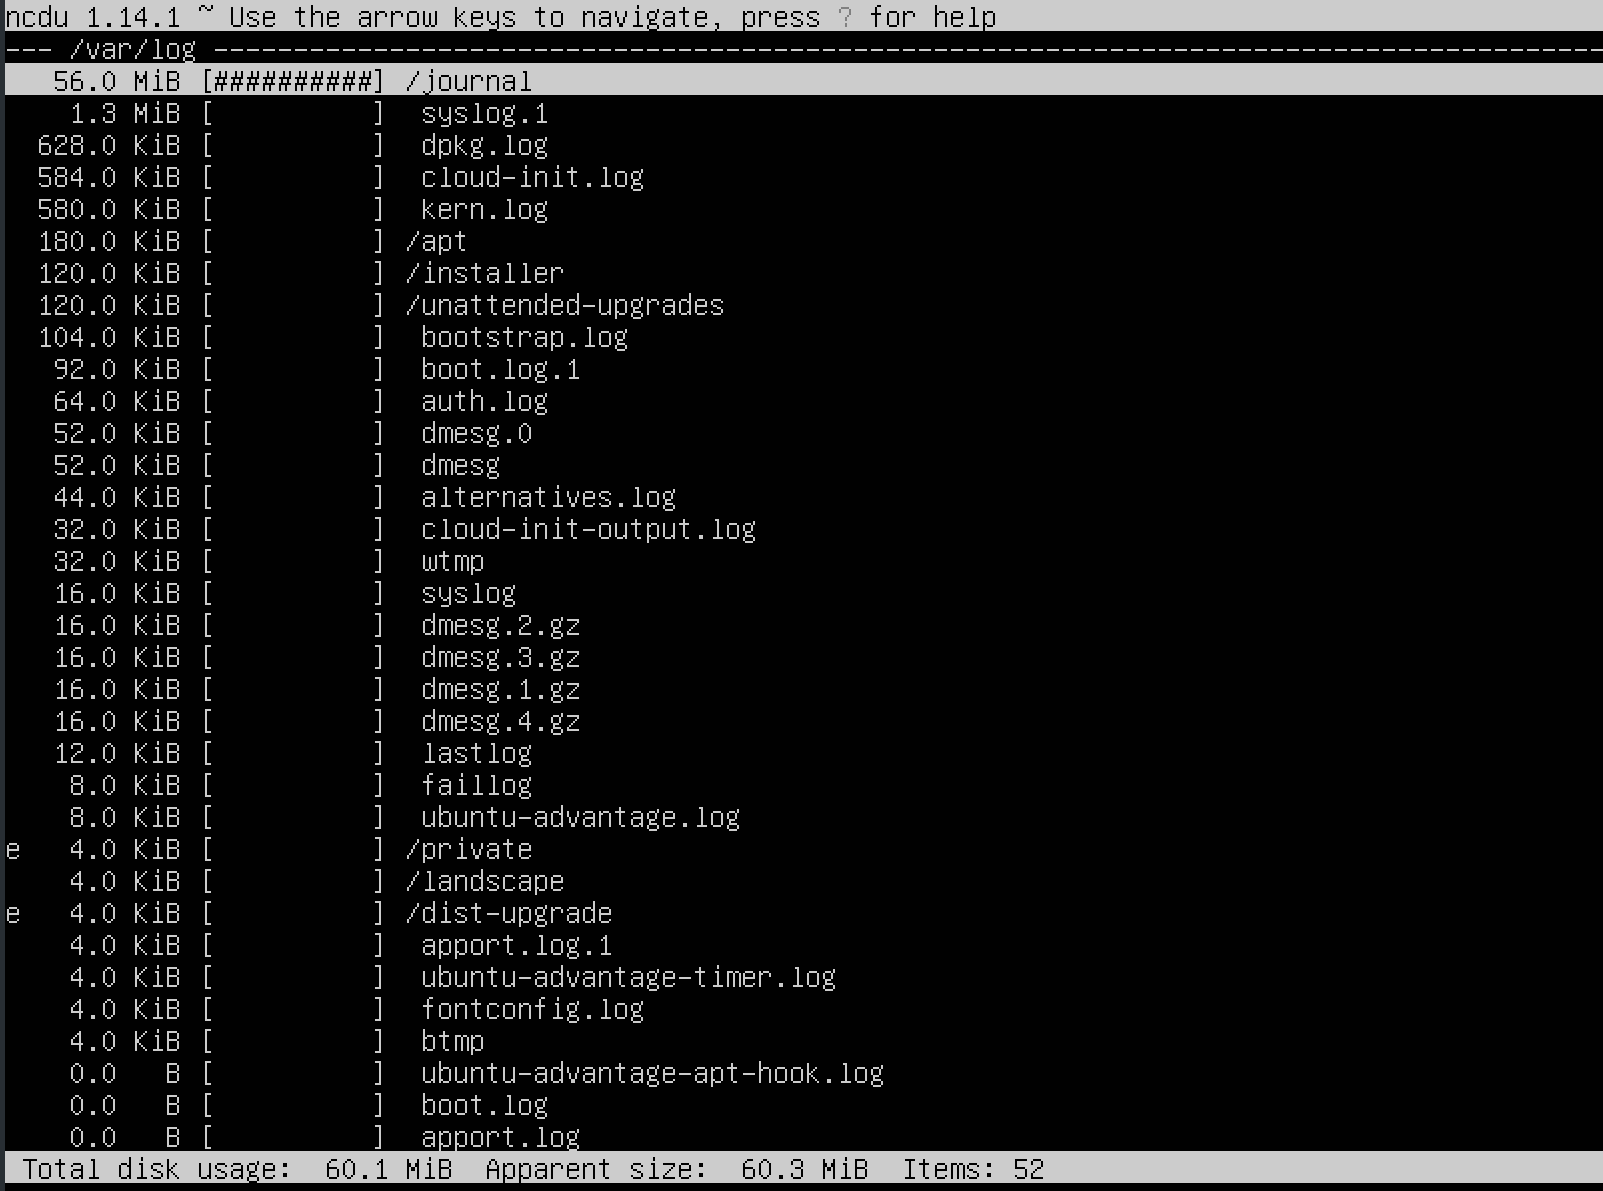 ncdu 1.14.1 ~ Use the arrow keys to navigate, press ? for help
--- /var/log ---------------------------------------------------------------------------------------
   56.0 MiB [##########] /journal
    1.3 MiB [          ]  syslog.1
  628.0 KiB [          ]  dpkg.log
  584.0 KiB [          ]  cloud-init.log
  580.0 KiB [          ]  kern.log
  180.0 KiB [          ] /apt
  120.0 KiB [          ] /installer
  120.0 KiB [          ] /unattended-upgrades
  104.0 KiB [          ]  bootstrap.log
   92.0 KiB [          ]  boot.log.1
   64.0 KiB [          ]  auth.log
   52.0 KiB [          ]  dmesg.0
   52.0 KiB [          ]  dmesg
   44.0 KiB [          ]  alternatives.log
   32.0 KiB [          ]  cloud-init-output.log
   32.0 KiB [          ]  wtmp
   16.0 KiB [          ]  syslog
   16.0 KiB [          ]  dmesg.2.gz
   16.0 KiB [          ]  dmesg.3.gz
   16.0 KiB [          ]  dmesg.1.gz
   16.0 KiB [          ]  dmesg.4.gz
   12.0 KiB [          ]  lastlog
    8.0 KiB [          ]  faillog
    8.0 KiB [          ]  ubuntu-advantage.log
e   4.0 KiB [          ] /private
    4.0 KiB [          ] /landscape
e   4.0 KiB [          ] /dist-upgrade
    4.0 KiB [          ]  apport.log.1
    4.0 KiB [          ]  ubuntu-advantage-timer.log
    4.0 KiB [          ]  fontconfig.log
    4.0 KiB [          ]  btmp
    0.0   B [          ]  ubuntu-advantage-apt-hook.log
    0.0   B [          ]  boot.log
    0.0   B [          ]  apport.log
 Total disk usage:  60.1 MiB  Apparent size:  60.3 MiB  Items: 52